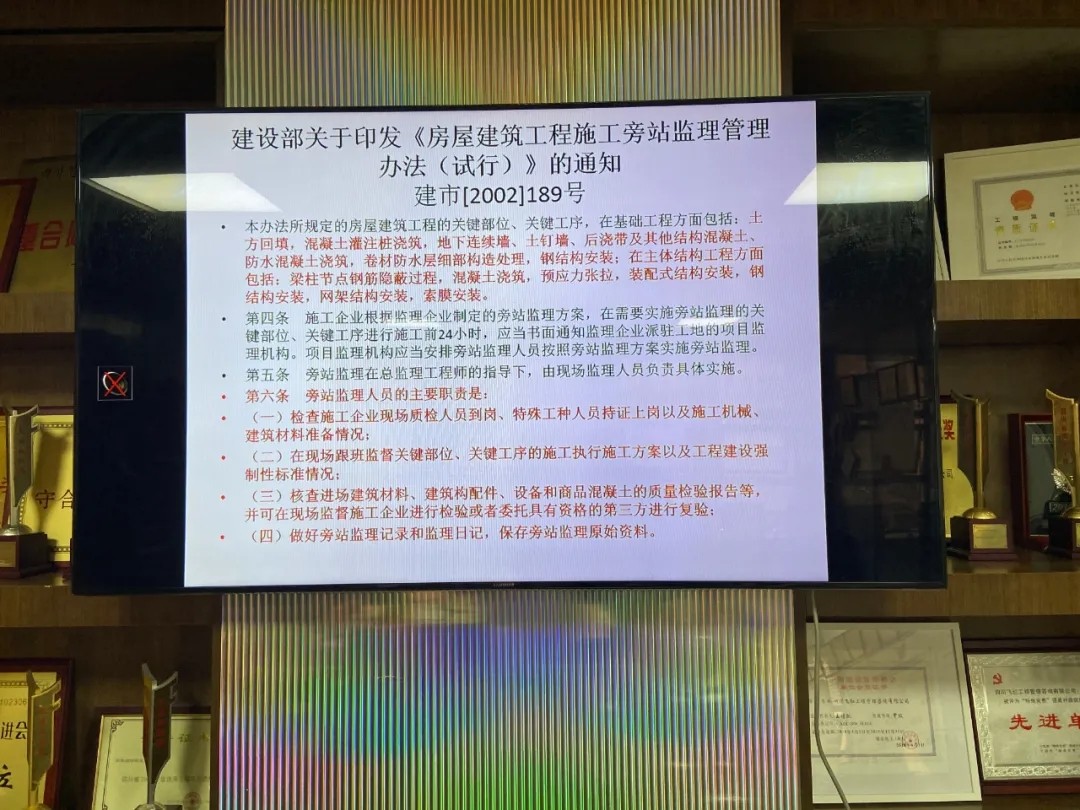 建设部关于印发《房屋建筑工程施工旁站监理管理
办法（试行）》的通知
建市[2002]189号
• 本办法所规定的房屋建筑工程的关键部位、关键工序，在基础工程方面包括：土
方回填，混凝土灌注桩浇筑，地下连续墙、土钉墙、后浇带及其他结构混凝土、
防水混凝土浇筑，卷材防水层细部构造处理，钢结构安装；在主体结构工程方面
包括：梁柱节点钢筋隐蔽过程，混凝土浇筑，预应力张拉，装配式结构安装，钢
结构安装，网架结构安装，索膜安装。
• 第四条 施工企业根据监理企业制定的旁站监理方案，在需要实施旁站监理的关
键部位、关键工序进行施工前24小时，应当书面通知监理企业派驻工地的项目监
理机构。项目监理机构应当安排旁站监理人员按照旁站监理方案实施旁站监理。
• 第五条 旁站监理在总监理工程师的指导下，由现场监理人员负责具体实施。
• 第六条 旁站监理人员的主要职责是：
• （一）检查施工企业现场质检人员到岗、特殊工种人员持证上岗以及施工机械、
建筑材料准备情况；
• （二）在现场跟班监督关键部位、关键工序的施工执行施工方案以及工程建设强
制性标准情况；
• （三）核查进场建筑材料、建筑构配件、设备和商品混凝土的质量检验报告等，
并可在现场监督施工企业进行检验或者委托具有资格的第三方进行复验；
• （四）做好旁站监理记录和监理日记，保存旁站监理原始资料。
守合
奖
进会
先进单